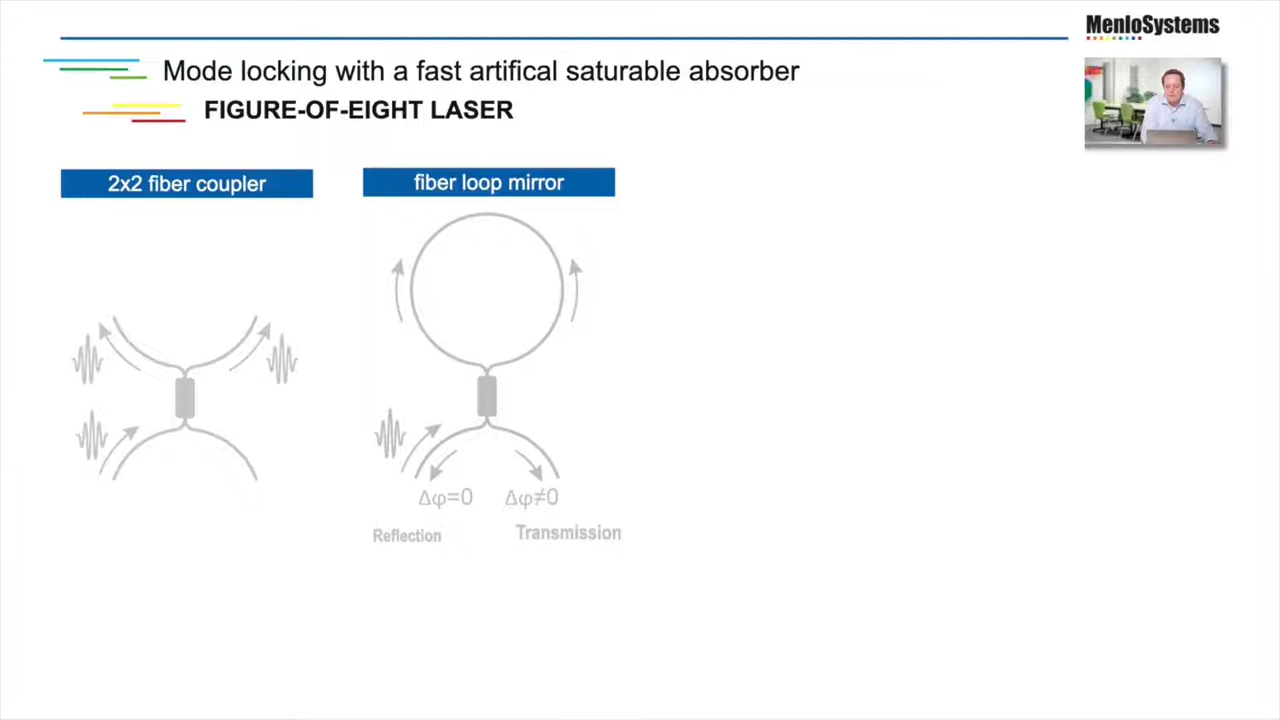 MenloSystems
Mode locking with a fast artifical saturable absorber
FIGURE-OF-EIGHT LASER
2x2 fiber coupler
fiber loop mirror
Δφ=0
Δφ≠0
Reflection
Transmission